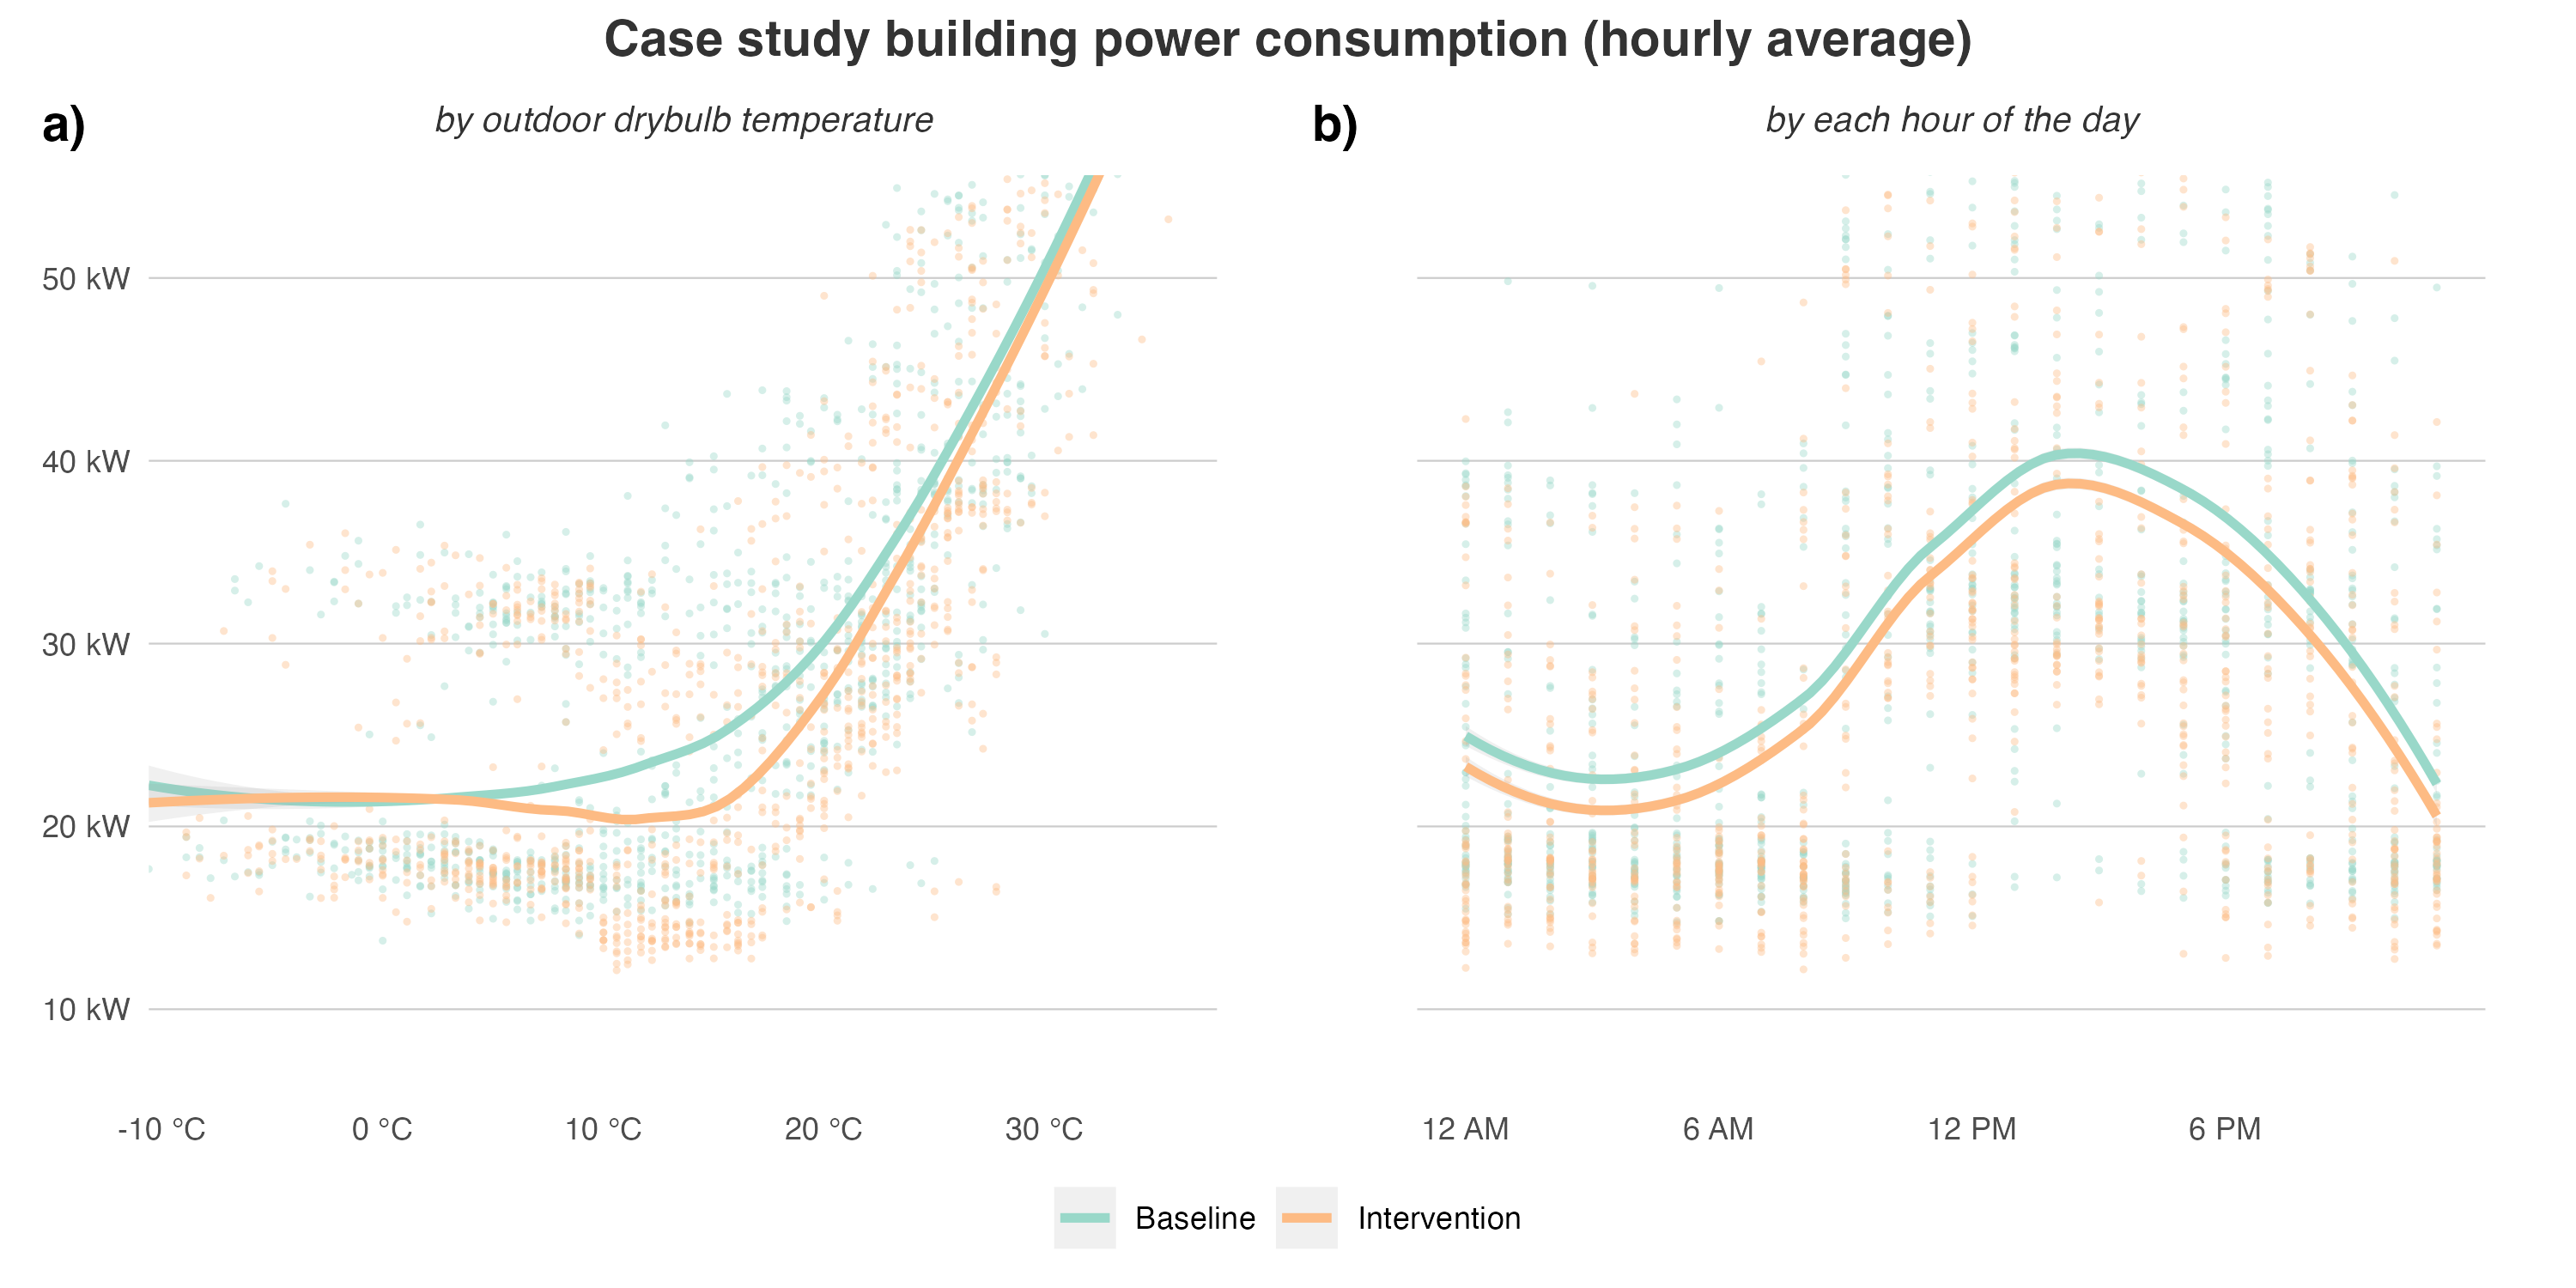 Case study building power consumption (hourly average)
a)
by outdoor drybulb temperature
b)
by each hour of the day
50 kW
40 kW
30 kW
20 kW
10 kW
-10 °C 0 °C 10 °C 20 °C 30 °C
12 AM 6 AM 12 PM 6 PM
Baseline Intervention